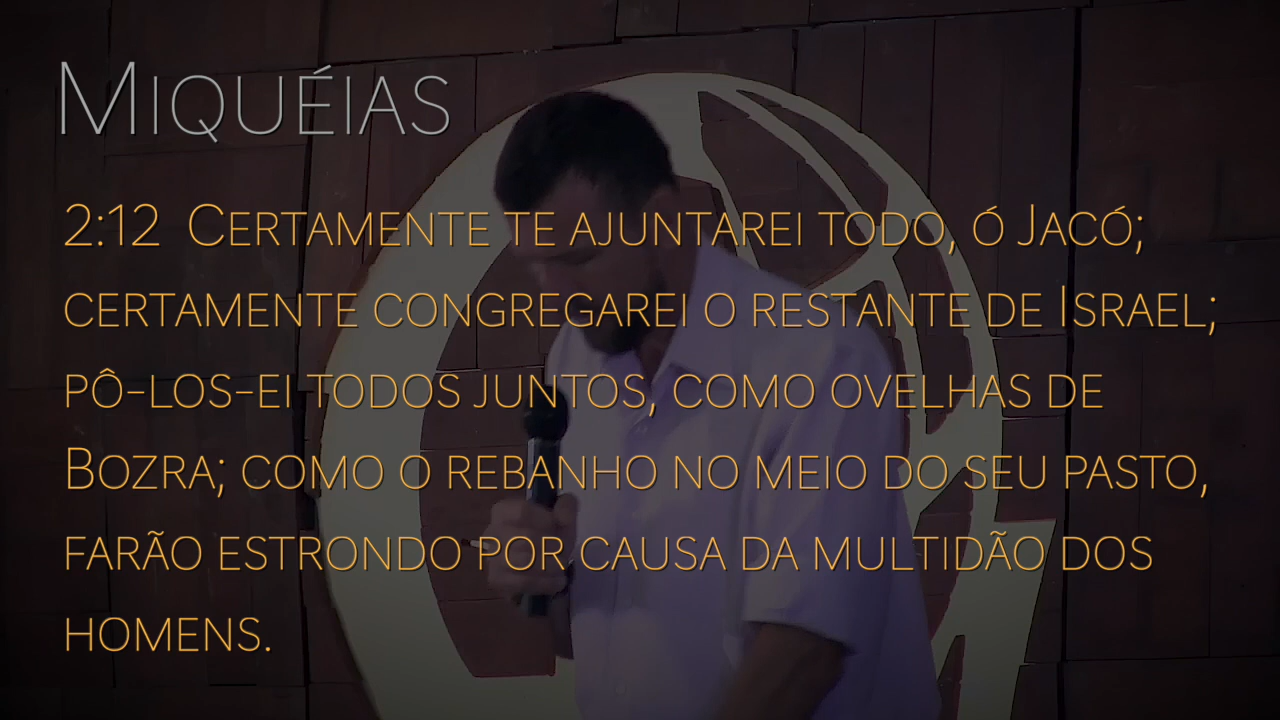 Miquéias
2:12 Certamente te ajuntarei todo, ó Jacó;
certamente congregarei o restante de Israel;
pô-los-ei todos juntos, como ovelhas de
Bozra; como o rebanho no meio do seu pasto,
farão estrondo por causa da multidão dos
homens.